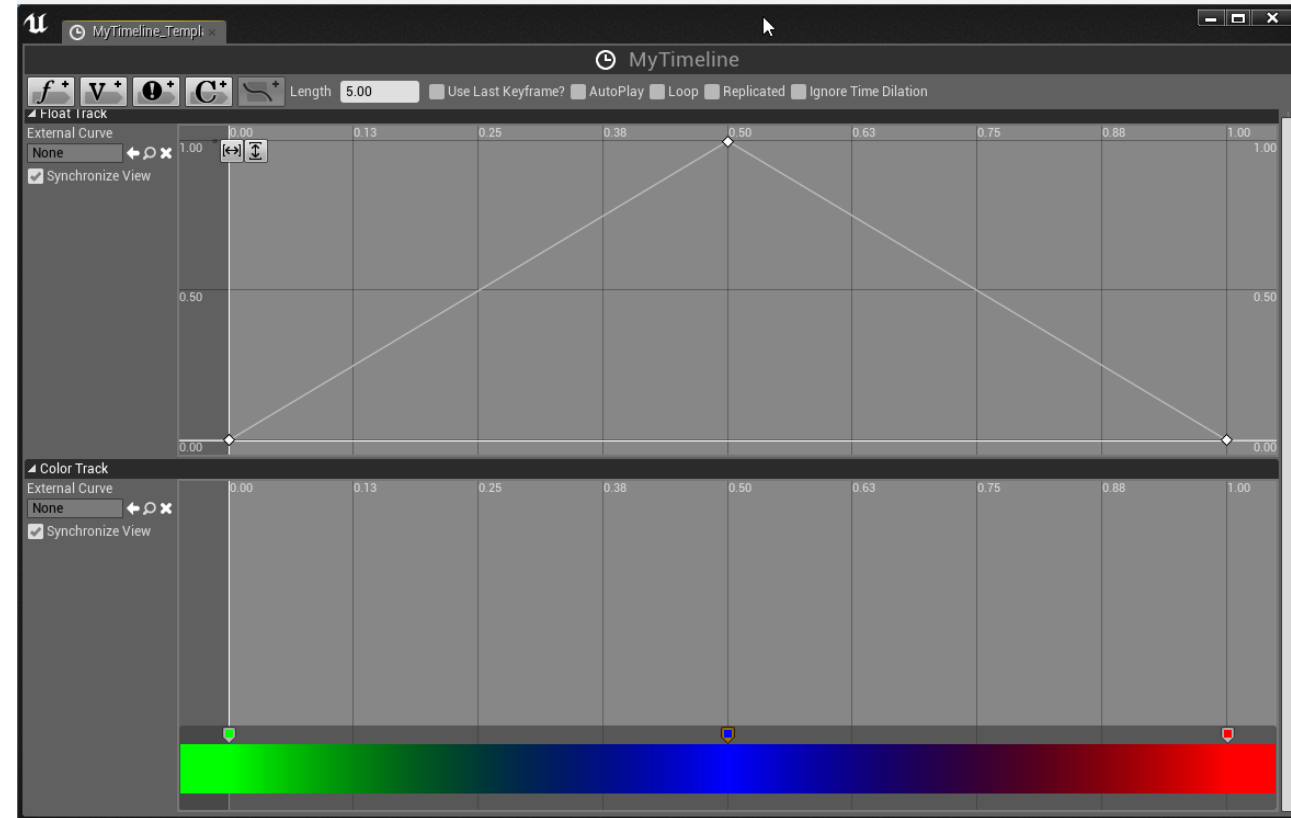 MyTimeline_Templ
MyTimeline
f+ V+ C+ Length 5.00 Use Last Keyframe? AutoPlay Loop Replicated Ignore Time Dilation
Float Track
External Curve
None
Synchronize View
0.00 0.13 0.25 0.38 0.50 0.63 0.75 0.88 1.00
1.00 1.00
0.50 0.50
0.00 0.00
Color Track
External Curve
None
Synchronize View
0.00 0.13 0.25 0.38 0.50 0.63 0.75 0.88 1.00